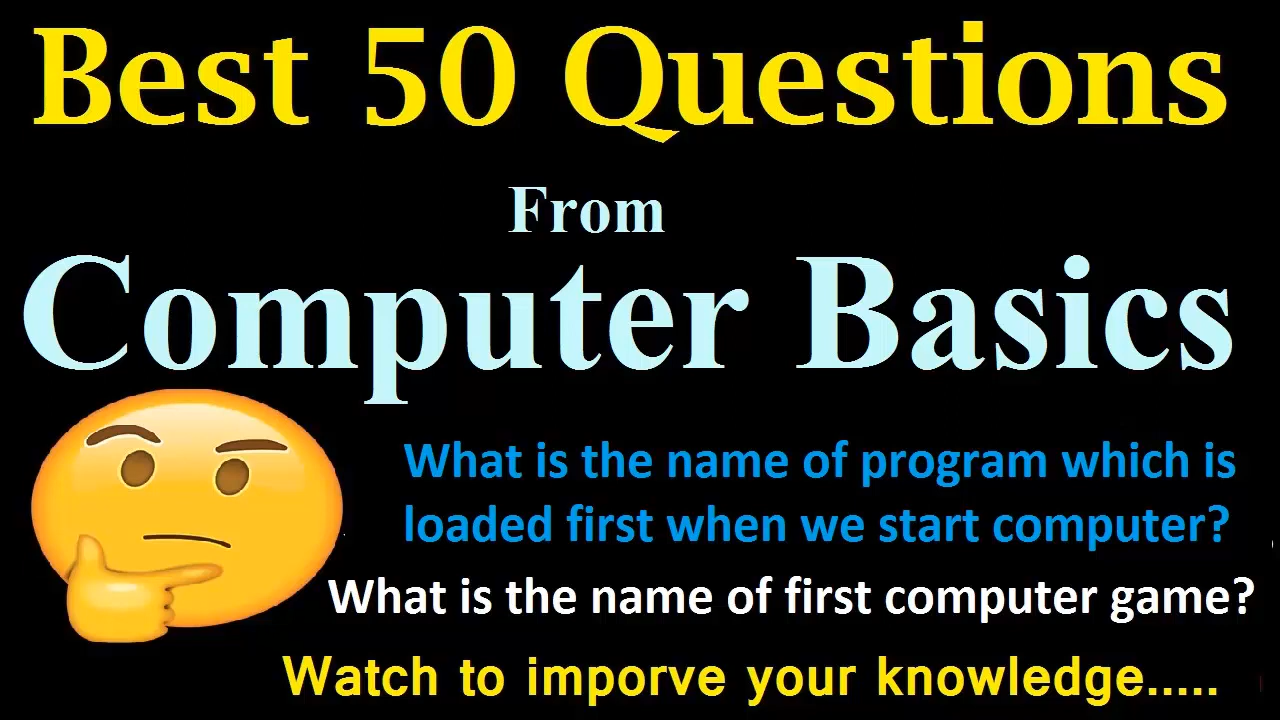 Best 50 Questions
From
Computer Basics
What is the name of program which is
loaded first when we start computer?
What is the name of first computer game?
Watch to imporve your knowledge.....